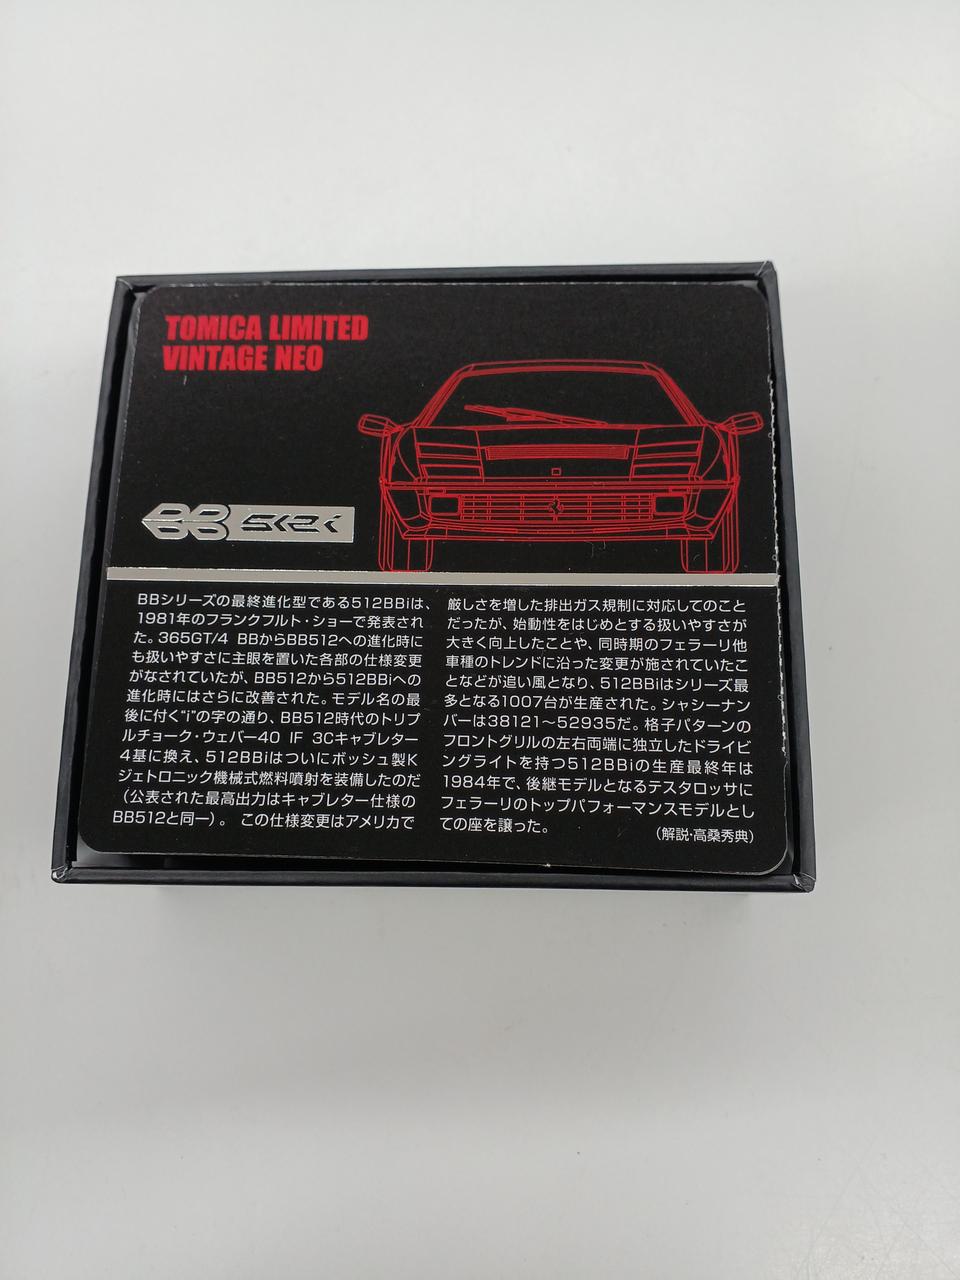 TOMICA LIMITED
VINTAGE NEO
BB 512i
BBシリーズの最終進化型である512BBiは、
1981年のフランクフルト・ショーで発表され
た。365GT/4 BBからBB512への進化時に
も扱いやすさに主眼を置いた各部の仕様変更
がなされていたが、BB512から512BBiへの
進化時にはさらに改善された。モデル名の最
後に付く"i"の字の通り、BB512時代のトリプ
ルチョーク・ウェバー40 IF 3Cキャブレター
4基に換え、512BBiはついにボッシュ製K
ジェトロニック機械式燃料噴射を装備したのだ
（公表された最高出力はキャブレター仕様の
BB512と同一）。 この仕様変更はアメリカで
厳しさを増した排出ガス規制に対応してのこと
だったが、始動性をはじめとする扱いやすさが
大きく向上したことや、同時期のフェラーリ他
車種のトレンドに沿った変更が施されていたこ
となどが追い風となり、512BBiはシリーズ最
多となる1007台が生産された。シャシーナン
バーは38121〜52935だ。格子パターンの
フロントグリルの左右両端に独立したドライビ
ングライトを持つ512BBiの生産最終年は
1984年で、後継モデルとなるテスタロッサに
フェラーリのトップパフォーマンスモデルとし
ての座を譲った。
（解説・高桑秀典）